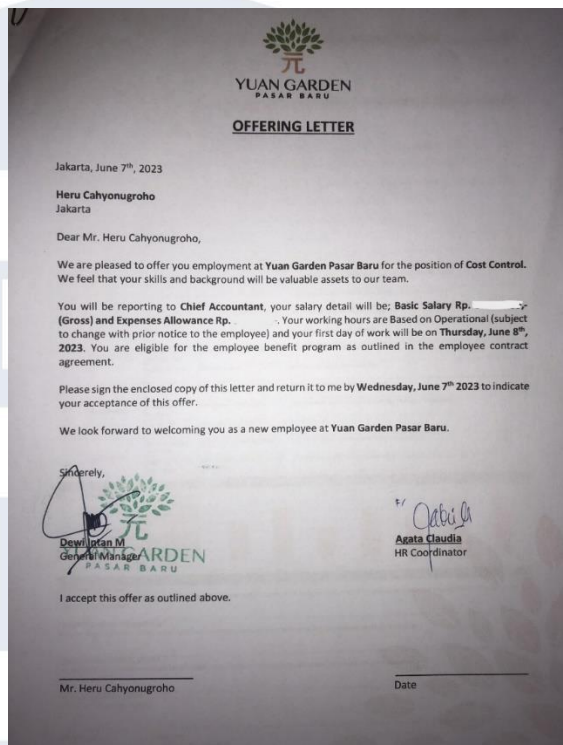 元
YUAN GARDEN
PASAR BARU
OFFERING LETTER
Jakarta, June 7th, 2023
Heru Cahyonugroho
Jakarta
Dear Mr. Heru Cahyonugroho,
We are pleased to offer you employment at Yuan Garden Pasar Baru for the position of Cost Control.
We feel that your skills and background will be valuable assets to our team.
You will be reporting to Chief Accountant, your salary detail will be; Basic Salary Rp. ,-
(Gross) and Expenses Allowance Rp. -. Your working hours are Based on Operational (subject
to change with prior notice to the employee) and your first day of work will be on Thursday, June 8th,
2023. You are eligible for the employee benefit program as outlined in the employee contract
agreement.
Please sign the enclosed copy of this letter and return it to me by Wednesday, June 7th 2023 to indicate
your acceptance of this offer.
We look forward to welcoming you as a new employee at Yuan Garden Pasar Baru.
Sincerely,
元
Dewi Intan M
General Manager
YUAN GARDEN
PASAR BARU
Agata Claudia
HR Coordinator
I accept this offer as outlined above.
Mr. Heru Cahyonugroho
Date